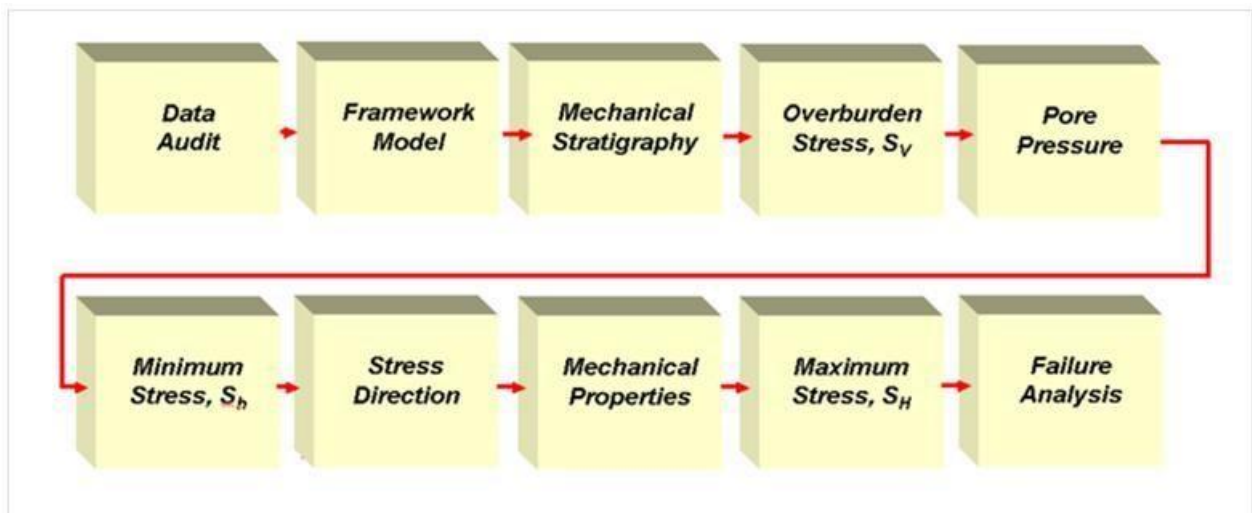 Data
Audit
Framework
Model
Mechanical
Stratigraphy
Overburden
Stress, SV
Pore
Pressure
Minimum
Stress, Sh
Stress
Direction
Mechanical
Properties
Maximum
Stress, SH
Failure
Analysis